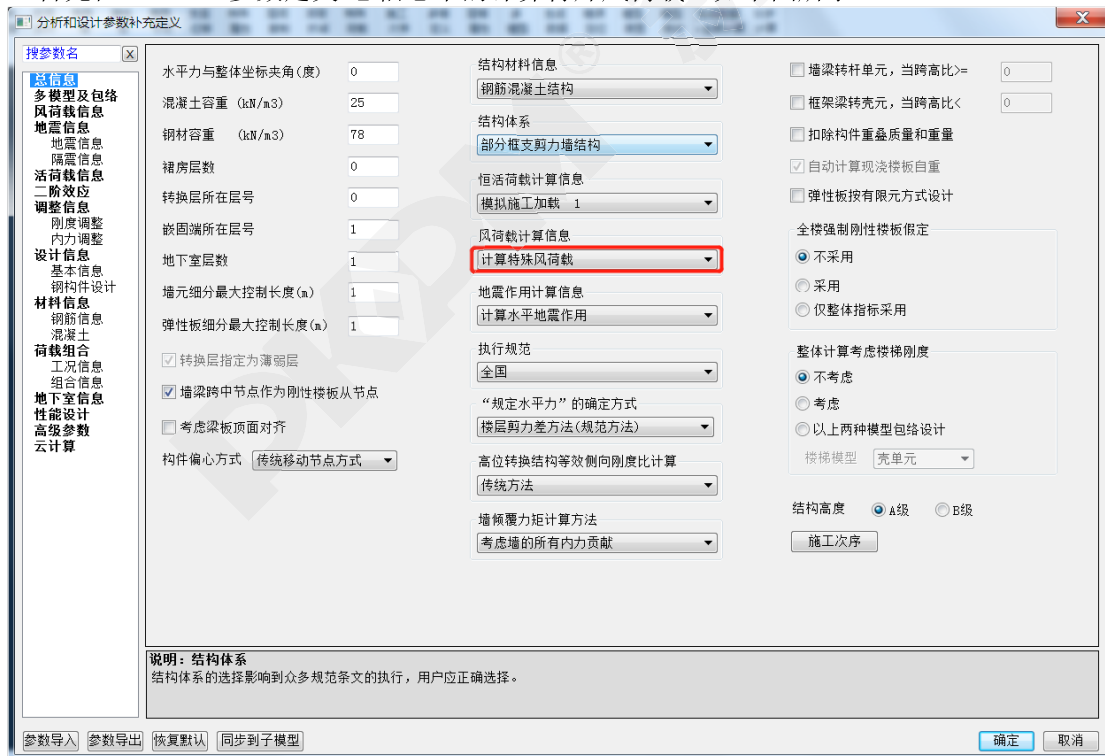 分析和设计参数补充定义
X
搜参数名
X
总信息
多模型及包络
风荷载信息
地震信息
地震信息
隔震信息
活荷载信息
二阶效应
调整信息
刚度调整
内力调整
设计信息
基本信息
钢构件设计
材料信息
钢筋信息
混凝土
荷载组合
工况信息
组合信息
地下室信息
性能设计
高级参数
云计算
水平力与整体坐标夹角(度) 0
混凝土容重 (kN/m3) 25
钢材容重 (kN/m3) 78
裙房层数 0
转换层所在层号 0
嵌固端所在层号 1
地下室层数 1
墙元细分最大控制长度(m) 1
弹性板细分最大控制长度(m) 1
转换层指定为薄弱层
墙梁跨中节点作为刚性楼板从节点
考虑梁板顶面对齐
构件偏心方式 传统移动节点方式
结构材料信息
钢筋混凝土结构
结构体系
部分框支剪力墙结构
恒活荷载计算信息
模拟施工加载 1
风荷载计算信息
计算特殊风荷载
地震作用计算信息
计算水平地震作用
执行规范
全国
“规定水平力”的确定方式
楼层剪力差方法(规范方法)
高位转换结构等效侧向刚度比计算
传统方法
墙倾覆力矩计算方法
考虑墙的所有内力贡献
墙梁转杆单元，当跨高比>= 0
框架梁转壳元，当跨高比< 0
扣除构件重叠质量和重量
自动计算现浇楼板自重
弹性板按有限元方式设计
全楼强制刚性楼板假定
不采用
采用
仅整体指标采用
整体计算考虑楼梯刚度
不考虑
考虑
以上两种模型包络设计
楼梯模型 壳单元
结构高度 A级 B级
施工次序
PKPM ®
说明：结构体系
结构体系的选择影响到众多规范条文的执行，用户应正确选择。
参数导入 参数导出 恢复默认 同步到子模型 确定 取消